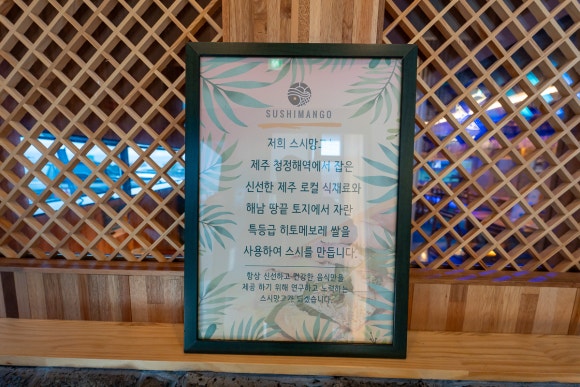 SUSHIMANGO
저희 스시망고는
제주 청정해역에서 잡은
신선한 제주 로컬 식재료와
해남 땅끝 토지에서 자란
특등급 히토메보레 쌀을
사용하여 스시를 만듭니다.
항상 신선하고 건강한 음식만을
제공 하기 위해 연구하고 노력하는
스시망고가 되겠습니다.